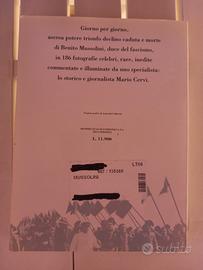 Giorno per giorno,
ascesa potere trionfo declino caduta e morte
di Benito Mussolini, duce del fascismo,
in 186 fotografie celebri, rare, inedite
commentate e illuminate da uno specialista:
lo storico e giornalista Mario Cervi.
L. 11.900
LT06
MUSSOLINI
subito